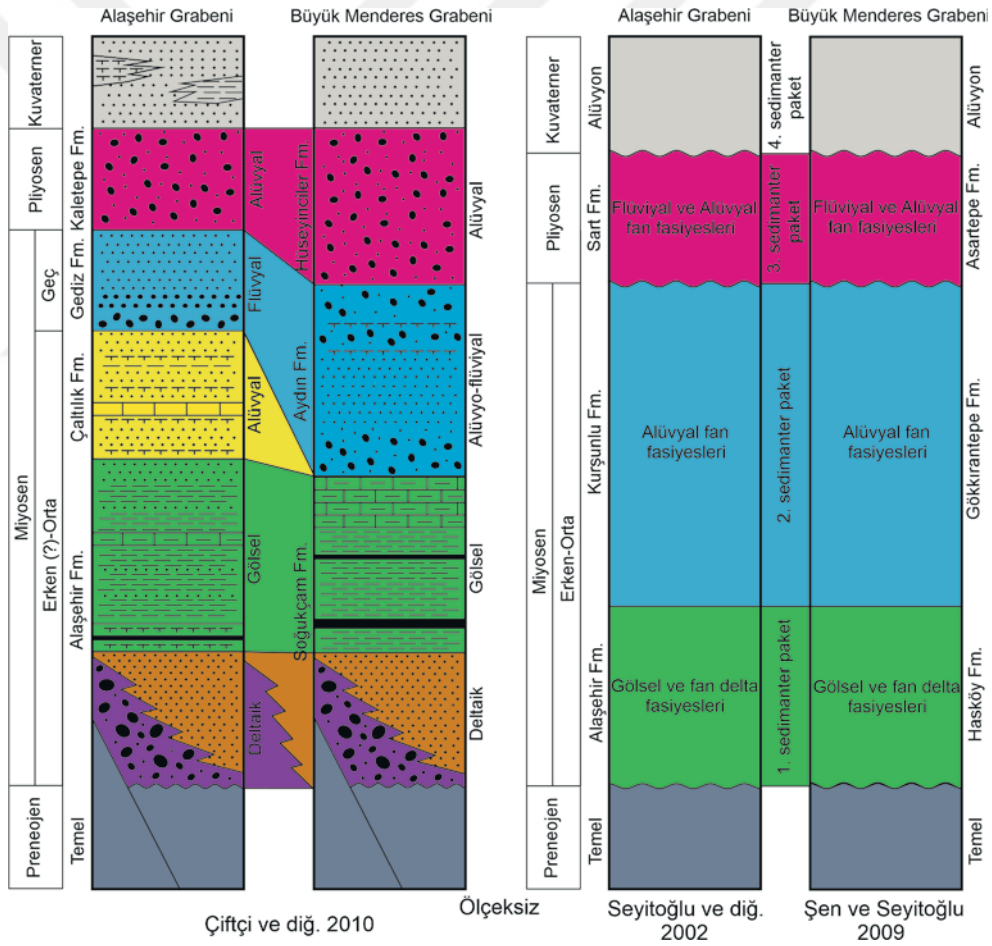 Alaşehir Grabeni
Büyük Menderes Grabeni
Kuvaterner
Pliyosen
Geç
Miyosen
Erken (?)-Orta
Preneojen
Kaletepe Fm.
Gediz Fm.
Çaltılık Fm.
Alaşehir Fm.
Temel
Alüvyal
Flüvyal
Alüvyal
Gölsel
Deltaik
Huseyinciler Fm.
Aydın Fm.
Soğukçam Fm.
Alüvyal
Alüvyo-flüviyal
Gölsel
Deltaik
Çiftçi ve diğ. 2010
Ölçeksiz
Alaşehir Grabeni
Büyük Menderes Grabeni
Kuvaterner
Pliyosen
Miyosen
Erken-Orta
Preneojen
Alüvyon
Sart Fm.
Kurşunlu Fm.
Alaşehir Fm.
Temel
Flüviyal ve Alüvyal
fan fasiyesleri
Alüvyal fan
fasiyesleri
Gölsel ve fan delta
fasiyesleri
4. sedimanter
paket
3. sedimanter
paket
2. sedimanter paket
1. sedimanter paket
Flüviyal ve Alüvyal
fan fasiyesleri
Alüvyal fan
fasiyesleri
Gölsel ve fan delta
fasiyesleri
Alüvyon
Asartepe Fm.
Gökkırantepe Fm.
Hasköy Fm.
Temel
Seyitoğlu ve diğ.
2002
Şen ve Seyitoğlu
2009